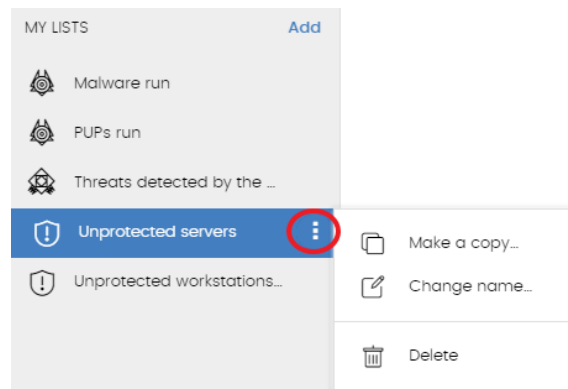 MY LISTS Add
Malware run
PUPs run
Threats detected by the ...
Unprotected servers
Make a copy...
Unprotected workstations...
Change name...
Delete